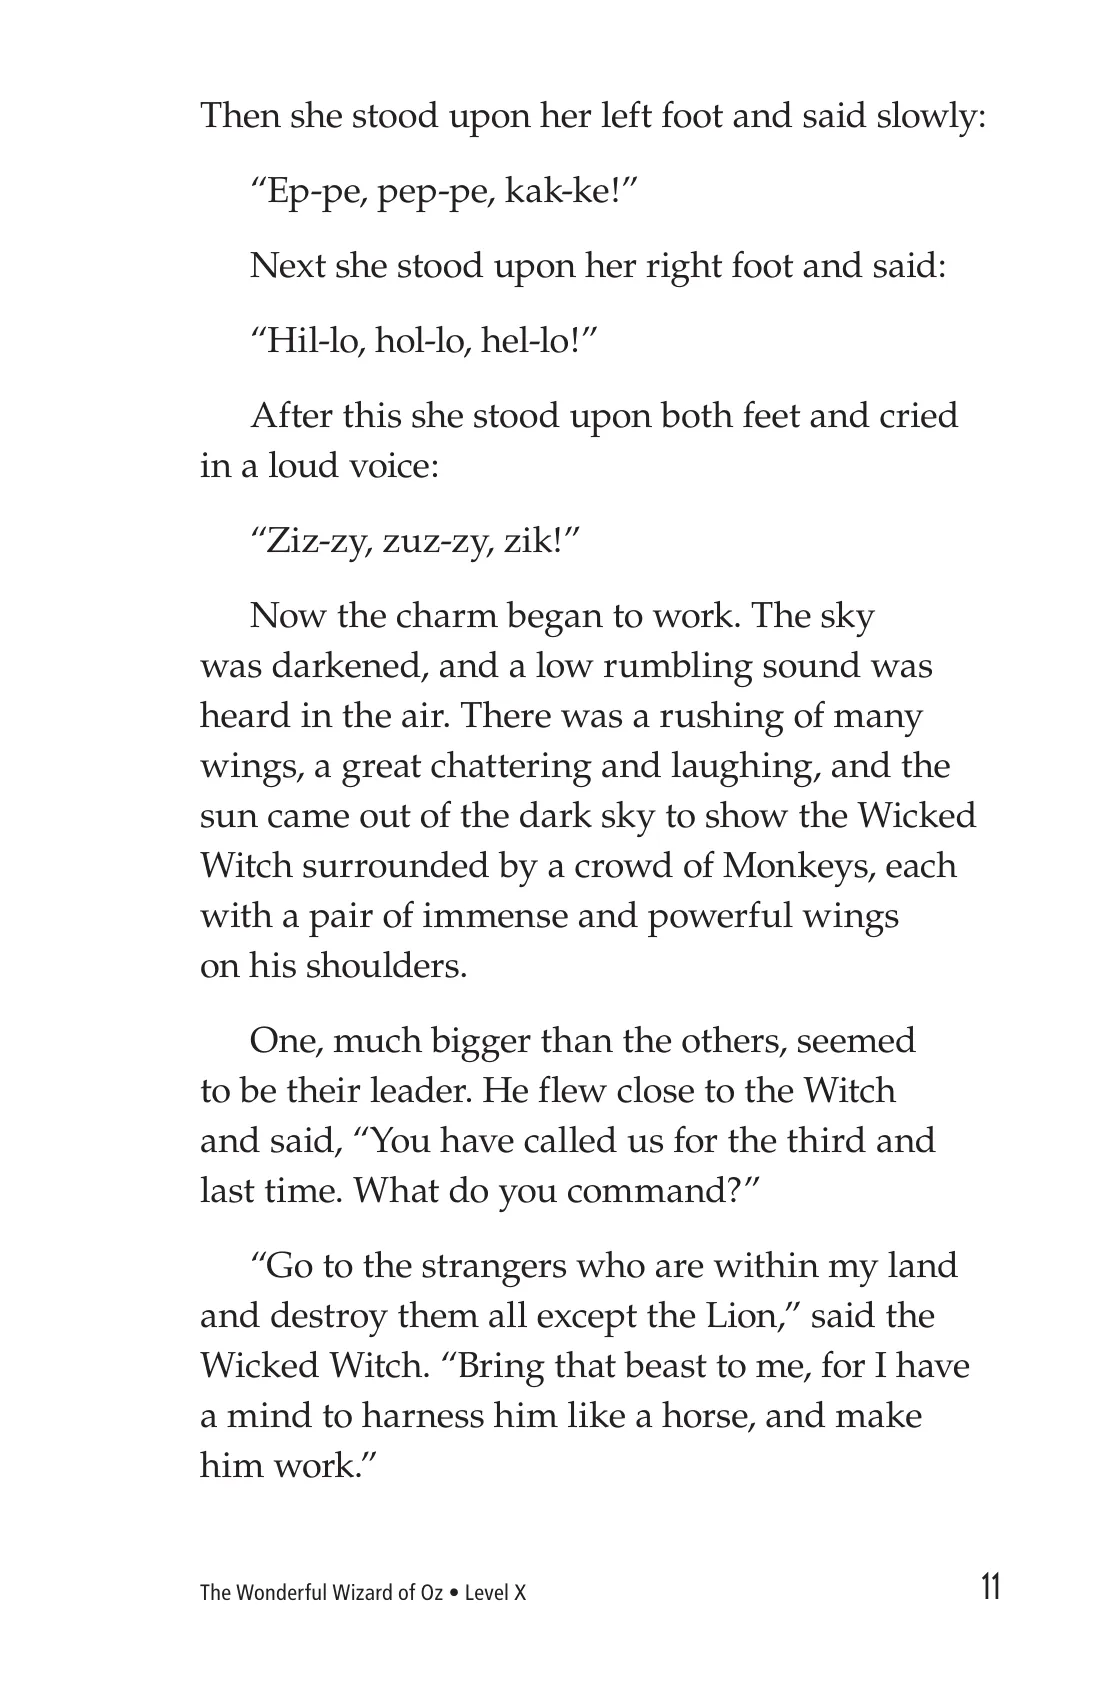 Then she stood upon her left foot and said slowly:
“Ep-pe, pep-pe, kak-ke!”
Next she stood upon her right foot and said:
“Hil-lo, hol-lo, hel-lo!”
After this she stood upon both feet and cried
in a loud voice:
“Ziz-zy, zuz-zy, zik!”
Now the charm began to work. The sky
was darkened, and a low rumbling sound was
heard in the air. There was a rushing of many
wings, a great chattering and laughing, and the
sun came out of the dark sky to show the Wicked
Witch surrounded by a crowd of Monkeys, each
with a pair of immense and powerful wings
on his shoulders.
One, much bigger than the others, seemed
to be their leader. He flew close to the Witch
and said, “You have called us for the third and
last time. What do you command?”
“Go to the strangers who are within my land
and destroy them all except the Lion,” said the
Wicked Witch. “Bring that beast to me, for I have
a mind to harness him like a horse, and make
him work.”
The Wonderful Wizard of Oz • Level X
11